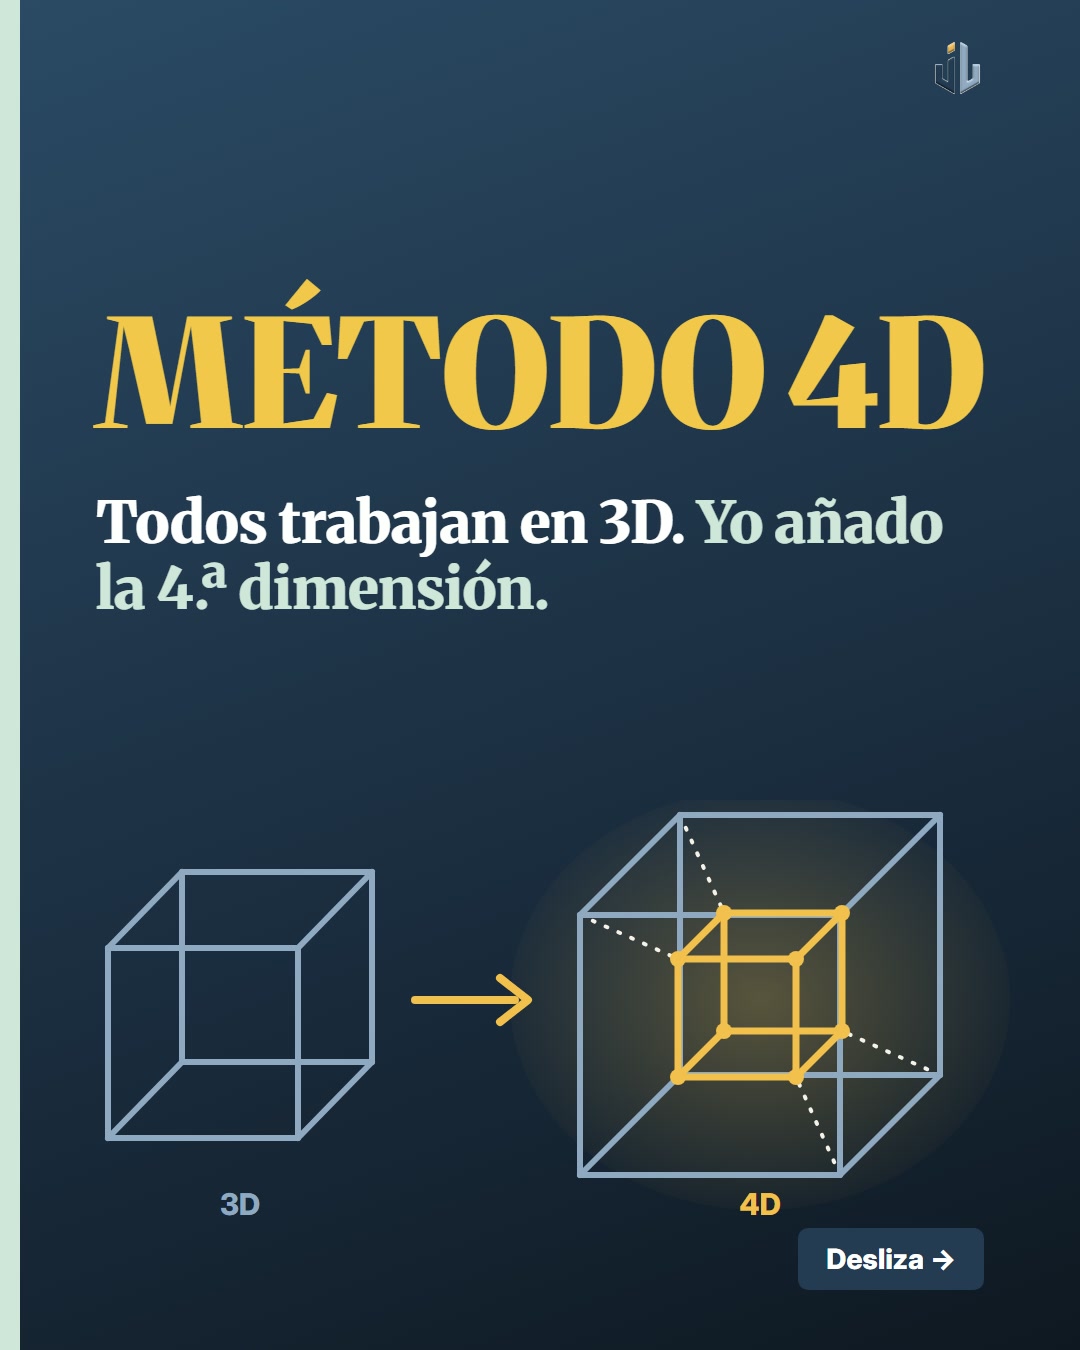 MÉTODO 4D
Todos trabajan en 3D. Yo añado
la 4.ª dimensión.
3D
4D
Desliza →